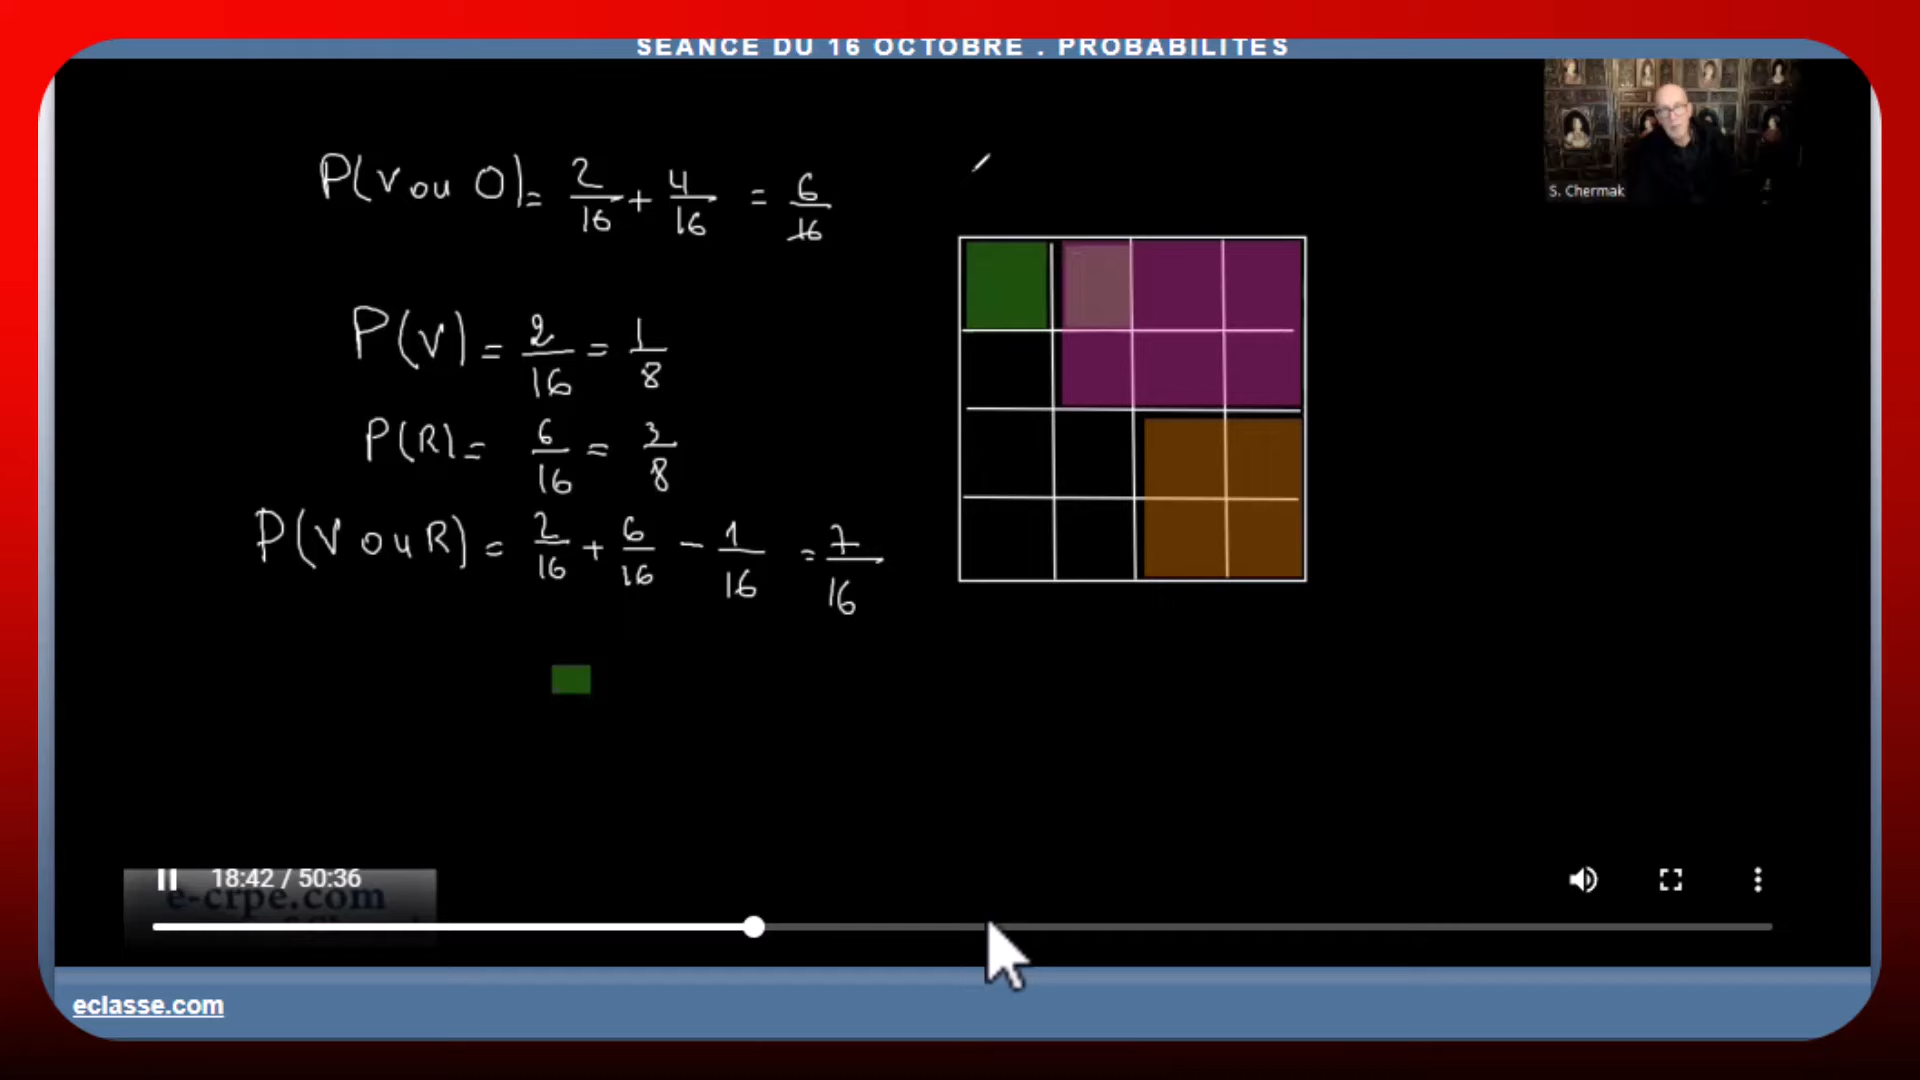 SEANCE DU 16 OCTOBRE . PROBABILITES
S. Chermak
P(V ou O) = 2/16 + 4/16 = 6/16
P(V) = 2/16 = 1/8
P(R) = 6/16 = 3/8
P(V ou R) = 2/16 + 6/16 - 1/16 = 7/16
18:42 / 50:36
e-crpe.com
eclasse.com